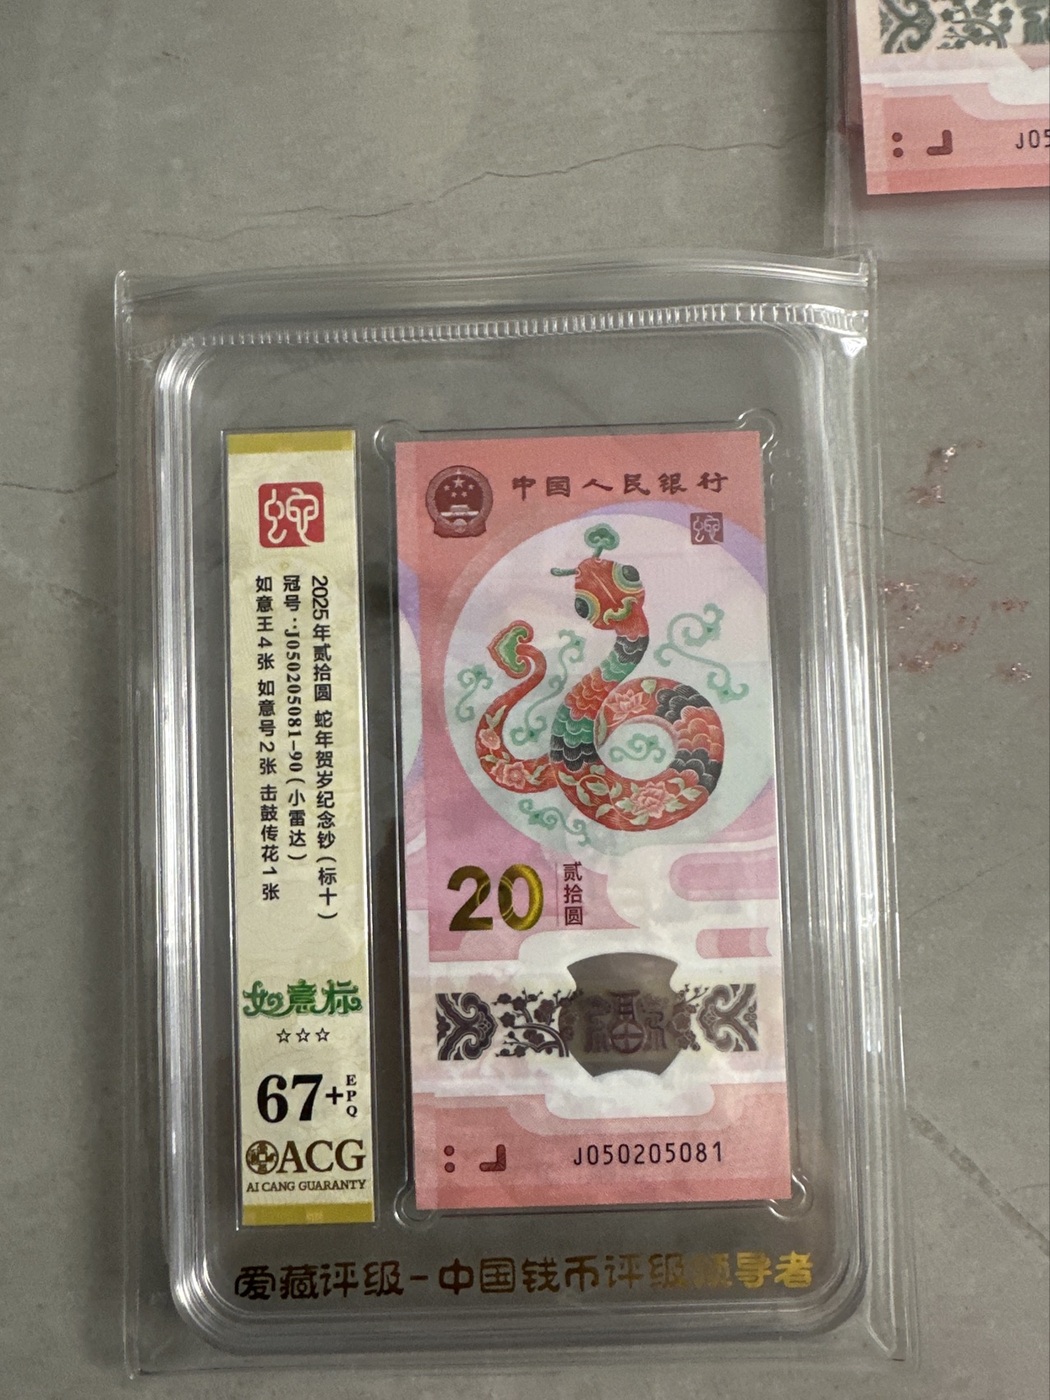 J05
蛇
2025年贰拾圆 蛇年贺岁纪念钞(标十)
冠号:J050205081-90(小雷达)
如意王4张 如意号2张 击鼓传花1张
如意标
☆☆☆
67+EPQ
ACG
AI CANG GUARANTY
中国人民银行
蛇
20 贰拾圆
福
J050205081
爱藏评级-中国钱币评级领导者